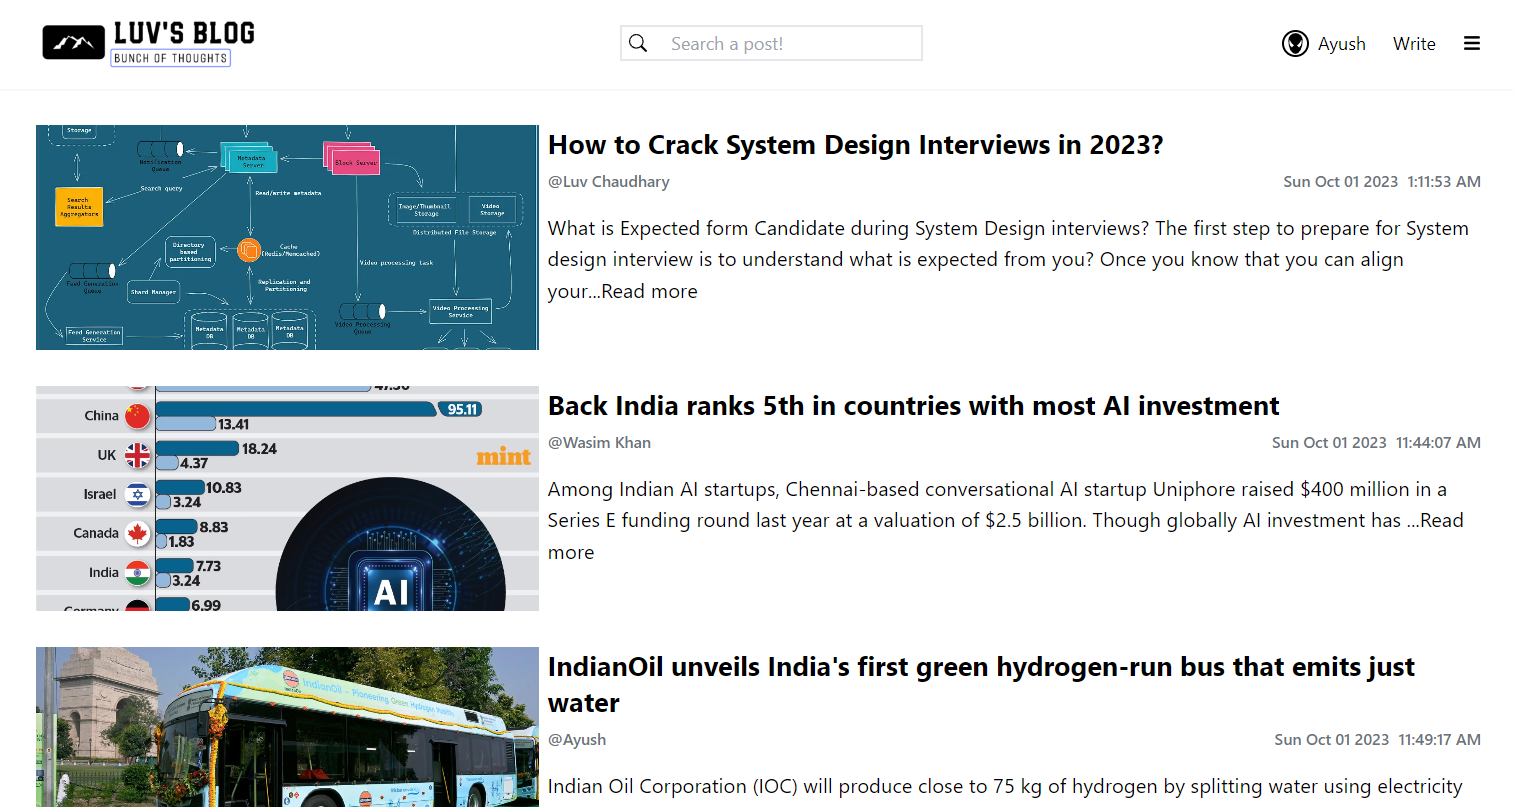 LUV'S BLOG
BUNCH OF THOUGHTS
Search a post!
Ayush
Write
Storage
Notification
Queue
Metadata
Server
Block Server
Search query
Read/write metadata
Search
Results
Aggregators
Image/Thumbnail
Storage
Video
Storage
Distributed File Storage
Directory
based
partitioning
Cache
(Redis/Memcached)
Video processing task
Feed Generation
Queue
Shard Manager
Replication and
Partitioning
Video Processing
Queue
Video Processing
Service
Feed Generation
Service
Metadata
DB
Metadata
DB
Metadata
DB
How to Crack System Design Interviews in 2023?
@Luv Chaudhary
Sun Oct 01 2023 1:11:53 AM
What is Expected form Candidate during System Design interviews? The first step to prepare for System
design interview is to understand what is expected from you? Once you know that you can align
your...Read more
China
95.11
13.41
UK
18.24
4.37
mint
Israel
10.83
3.24
Canada
8.83
1.83
India
7.73
3.24
Germany
6.99
AI
Back India ranks 5th in countries with most AI investment
@Wasim Khan
Sun Oct 01 2023 11:44:07 AM
Among Indian AI startups, Chennai-based conversational AI startup Uniphore raised $400 million in a
Series E funding round last year at a valuation of $2.5 billion. Though globally AI investment has ...Read
more
IndianOil - Pioneering Green Hydrogen Mobility
IndianOil unveils India's first green hydrogen-run bus that emits just
water
@Ayush
Sun Oct 01 2023 11:49:17 AM
Indian Oil Corporation (IOC) will produce close to 75 kg of hydrogen by splitting water using electricity